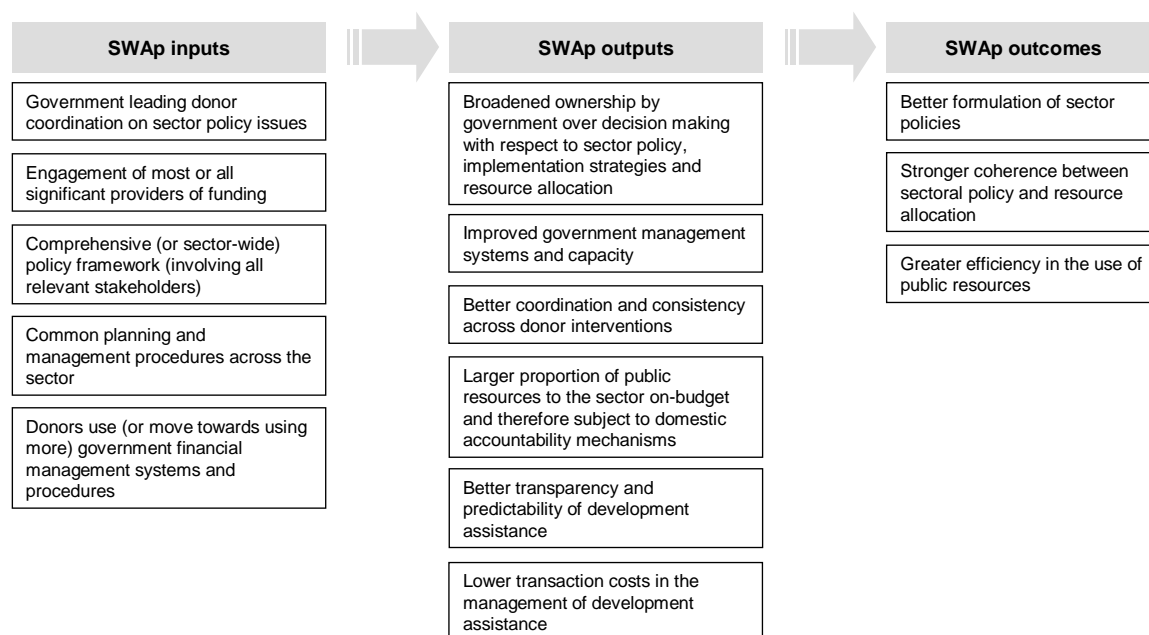 SWAp inputs
Government leading donor
coordination on sector policy issues
Engagement of most or all
significant providers of funding
Comprehensive (or sector-wide)
policy framework (involving all
relevant stakeholders)
Common planning and
management procedures across the
sector
Donors use (or move towards using
more) government financial
management systems and
procedures
SWAp outputs
Broadened ownership by
government over decision making
with respect to sector policy,
implementation strategies and
resource allocation
Improved government management
systems and capacity
Better coordination and consistency
across donor interventions
Larger proportion of public
resources to the sector on-budget
and therefore subject to domestic
accountability mechanisms
Better transparency and
predictability of development
assistance
Lower transaction costs in the
management of development
assistance
SWAp outcomes
Better formulation of sector
policies
Stronger coherence between
sectoral policy and resource
allocation
Greater efficiency in the use of
public resources